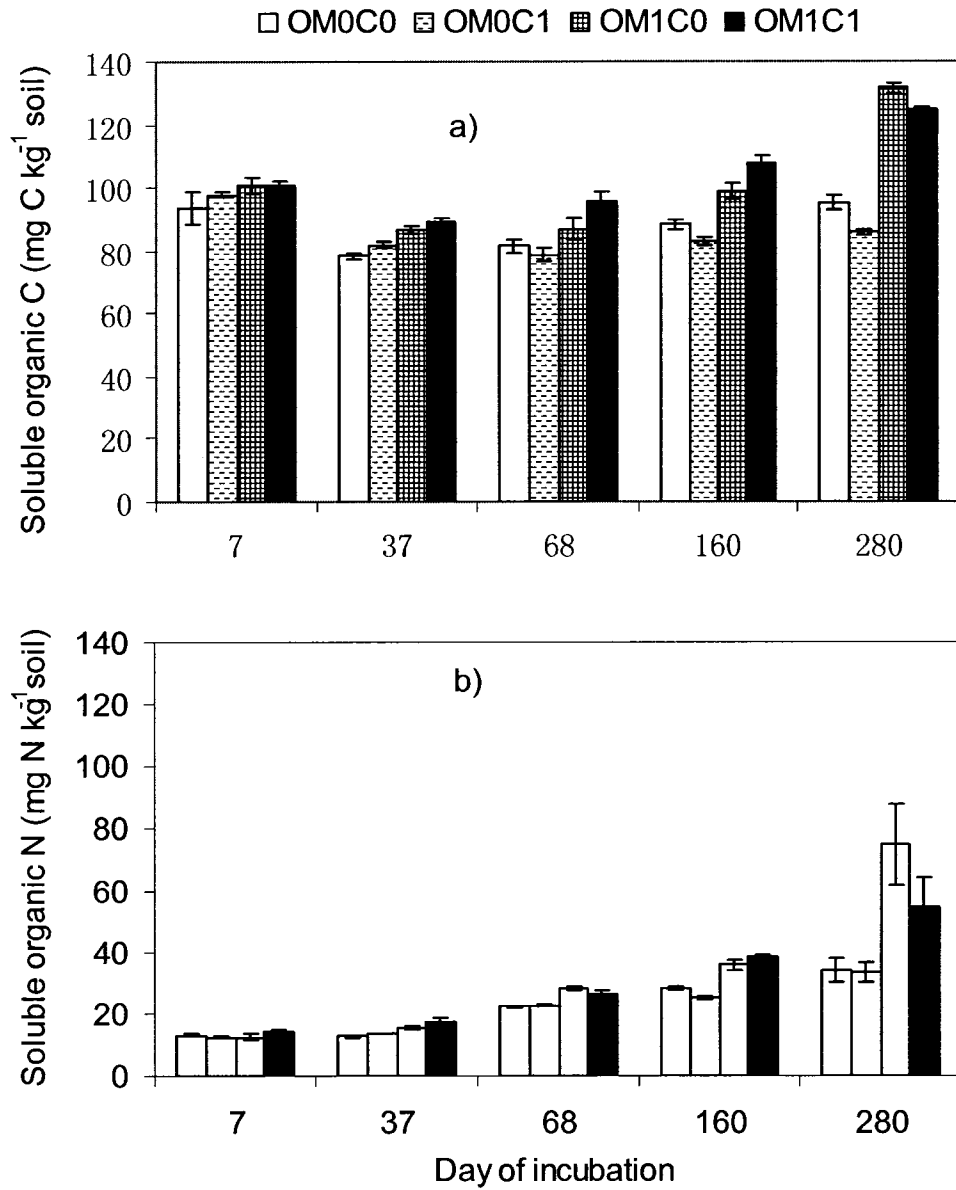 OM0C0 OM0C1 OM1C0 OM1C1
140
120
100
80
60
40
20
0
Soluble organic C (mg C kg⁻¹ soil)
a)
7 37 68 160 280
140
120
100
80
60
40
20
0
Soluble organic N (mg N kg⁻¹ soil)
b)
7 37 68 160 280
Day of incubation